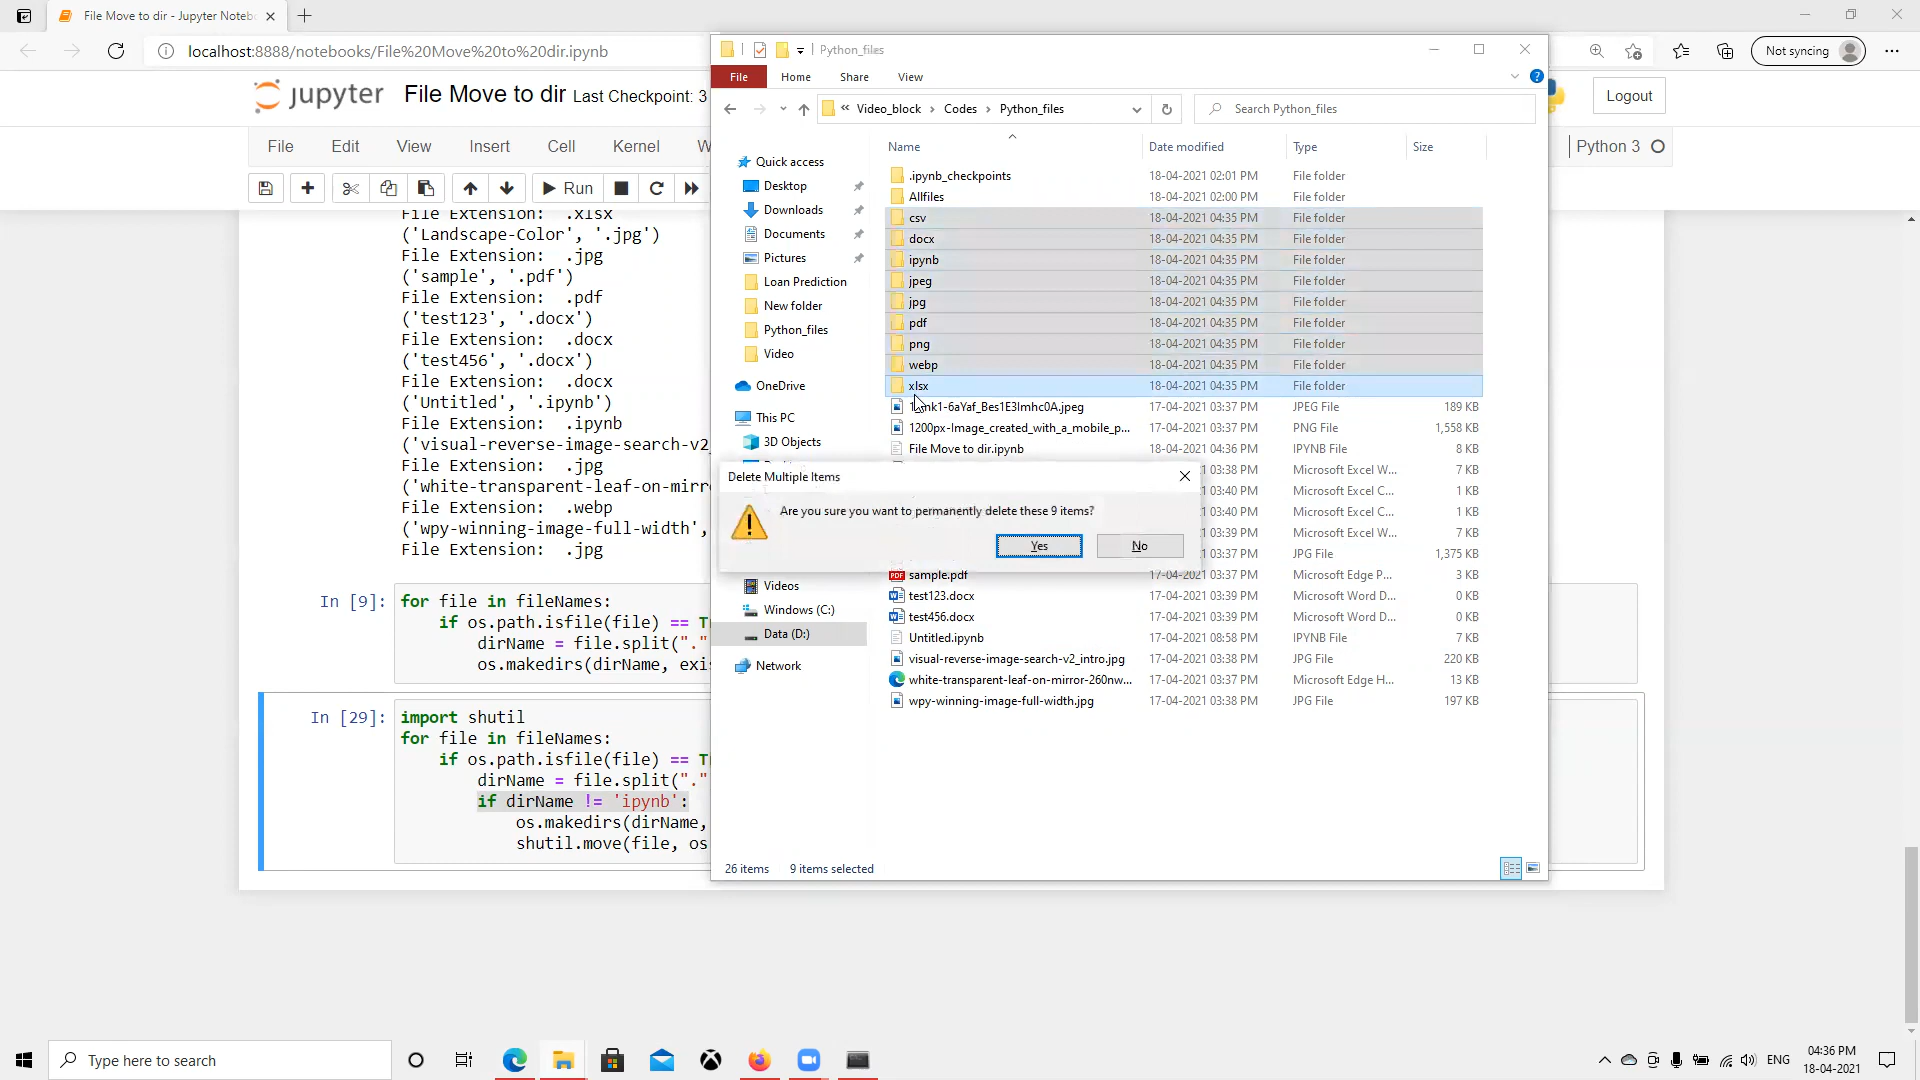 File Move to dir - Jupyter Noteb
localhost:8888/notebooks/File%20Move%20to%20dir.ipynb
Not syncing
jupyter File Move to dir Last Checkpoint: 3
Logout
File Edit View Insert Cell Kernel W
Python 3
Run
File Extension: .xlsx
('Landscape-Color', '.jpg')
File Extension: .jpg
('sample', '.pdf')
File Extension: .pdf
('test123', '.docx')
File Extension: .docx
('test456', '.docx')
File Extension: .docx
('Untitled', '.ipynb')
File Extension: .ipynb
('visual-reverse-image-search-v2_
File Extension: .jpg
('white-transparent-leaf-on-mirr
File Extension: .webp
('wpy-winning-image-full-width',
File Extension: .jpg
In [9]:
for file in fileNames:
if os.path.isfile(file) == T
dirName = file.split("."
os.makedirs(dirName, exi
In [29]:
import shutil
for file in fileNames:
if os.path.isfile(file) == T
dirName = file.split("."
if dirName != 'ipynb':
os.makedirs(dirName,
shutil.move(file, os
Python_files
File Home Share View
« Video_block › Codes › Python_files
Search Python_files
Quick access
Desktop
Downloads
Documents
Pictures
Loan Prediction
New folder
Python_files
Video
OneDrive
This PC
3D Objects
Videos
Windows (C:)
Data (D:)
Network
Name Date modified Type Size
.ipynb_checkpoints 18-04-2021 02:01 PM File folder
Allfiles 18-04-2021 02:00 PM File folder
csv 18-04-2021 04:35 PM File folder
docx 18-04-2021 04:35 PM File folder
ipynb 18-04-2021 04:35 PM File folder
jpeg 18-04-2021 04:35 PM File folder
jpg 18-04-2021 04:35 PM File folder
pdf 18-04-2021 04:35 PM File folder
png 18-04-2021 04:35 PM File folder
webp 18-04-2021 04:35 PM File folder
xlsx 18-04-2021 04:35 PM File folder
17-04-2021 03:37 PM JPEG File 189 KB
1200px-Image_created_with_a_mobile_p... 17-04-2021 03:37 PM PNG File 1,558 KB
File Move to dir.ipynb 18-04-2021 04:36 PM IPYNB File 8 KB
03:38 PM Microsoft Excel W... 7 KB
03:40 PM Microsoft Excel C... 1 KB
03:40 PM Microsoft Excel C... 1 KB
03:39 PM Microsoft Excel W... 7 KB
03:37 PM JPG File 1,375 KB
sample.pdf 17-04-2021 03:37 PM Microsoft Edge P... 3 KB
test123.docx 17-04-2021 03:39 PM Microsoft Word D... 0 KB
test456.docx 17-04-2021 03:39 PM Microsoft Word D... 0 KB
Untitled.ipynb 17-04-2021 08:58 PM IPYNB File 7 KB
visual-reverse-image-search-v2_intro.jpg 17-04-2021 03:38 PM JPG File 220 KB
white-transparent-leaf-on-mirror-260nw... 17-04-2021 03:37 PM Microsoft Edge H... 13 KB
wpy-winning-image-full-width.jpg 17-04-2021 03:38 PM JPG File 197 KB
Delete Multiple Items
Are you sure you want to permanently delete these 9 items?
Yes No
26 items 9 items selected
Type here to search
ENG
04:36 PM
18-04-2021